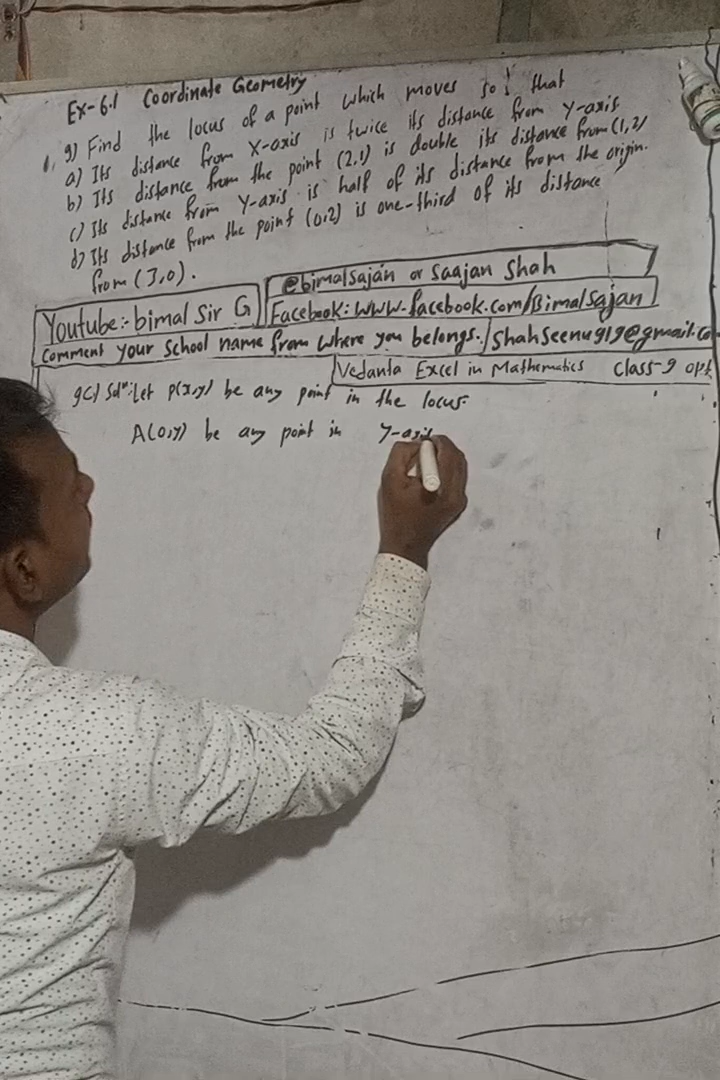 Ex-6.1 Coordinate Geometry
1. 9) Find the locus of a point which moves so that
a) Its distance from X-axis is twice its distance from Y-axis
b) Its distance from the point (2,1) is double its distance from (1,2)
c) Its distance from Y-axis is half of its distance from the origin.
d) Its distance from the point (0,2) is one-third of its distance
from (3,0).
@bimalsajan or Saajan Shah
Youtube:- bimal Sir G
Facebook: www.facebook.com/Bimalsajan
Comment your School name from where you belongs. / Shahseenu919@gmail.co
Vedanta Excel in Mathematics Class-9 opt
9c) Solⁿ: Let P(x,y) be any point in the locus.
A(0,y) be any point in Y-axis